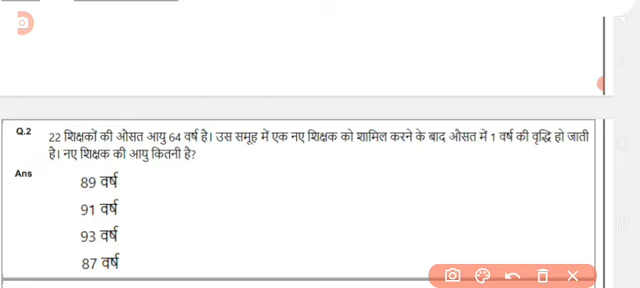 Q.2
22 शिक्षकों की औसत आयु 64 वर्ष है। उस समूह में एक नए शिक्षक को शामिल करने के बाद औसत में 1 वर्ष की वृद्धि हो जाती
है। नए शिक्षक की आयु कितनी है?
Ans
89 वर्ष
91 वर्ष
93 वर्ष
87 वर्ष